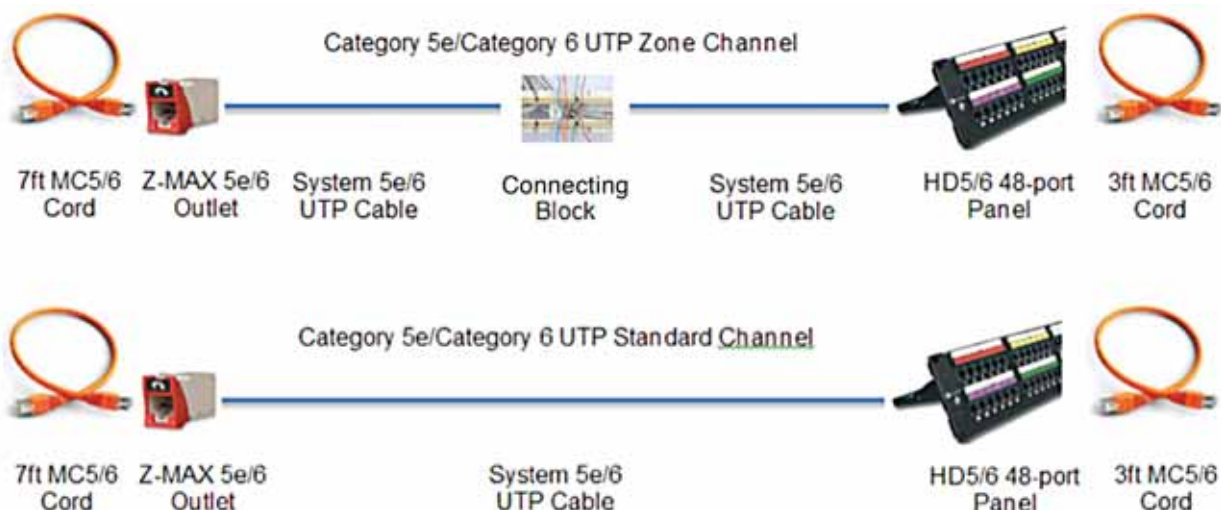 Category 5e/Category 6 UTP Zone Channel
7ft MC5/6
Cord
Z-MAX 5e/6
Outlet
System 5e/6
UTP Cable
Connecting
Block
System 5e/6
UTP Cable
HD5/6 48-port
Panel
3ft MC5/6
Cord
Category 5e/Category 6 UTP Standard Channel
7ft MC5/6
Cord
Z-MAX 5e/6
Outlet
System 5e/6
UTP Cable
HD5/6 48-port
Panel
3ft MC5/6
Cord